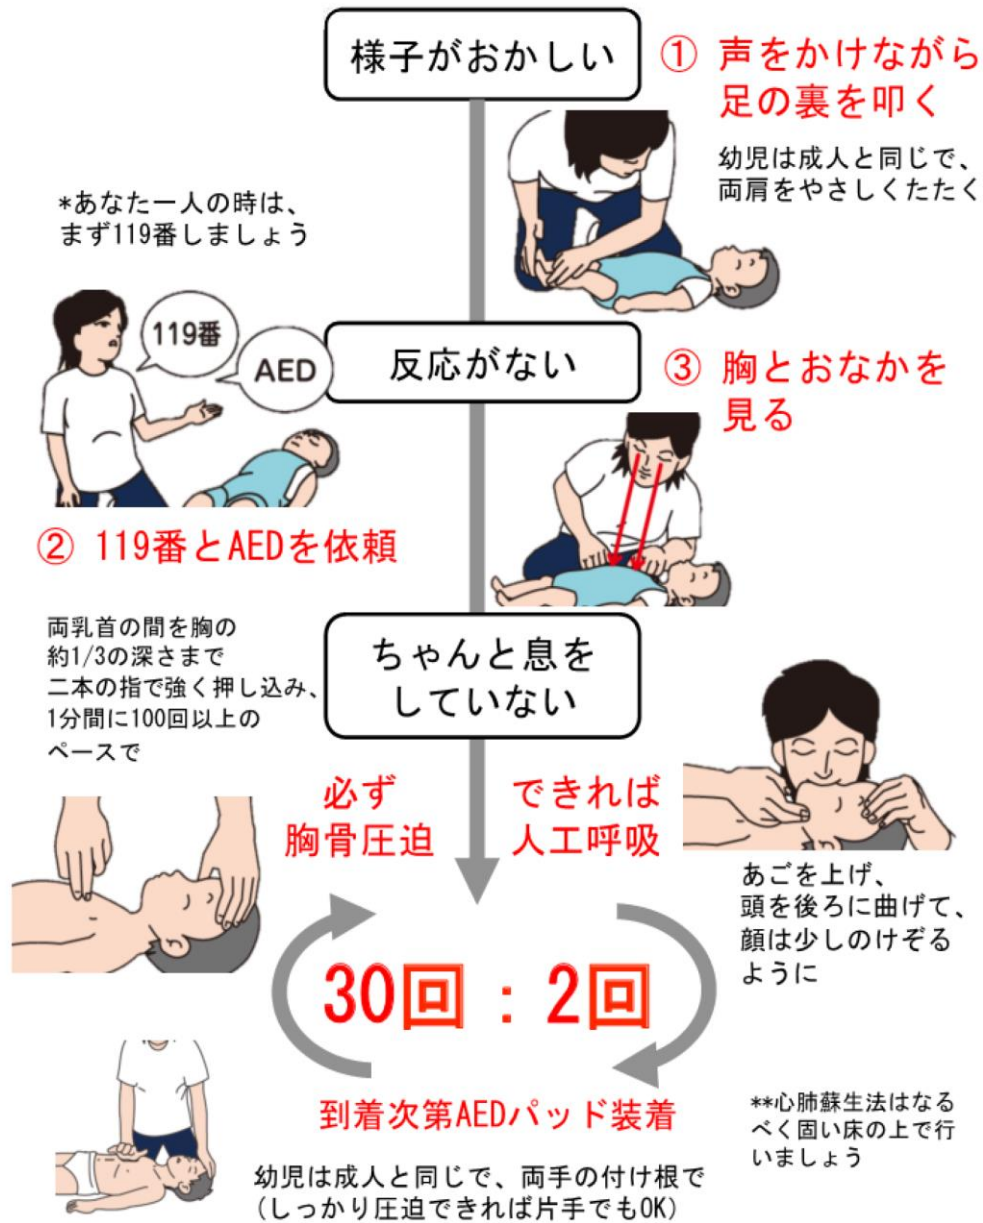 様子がおかしい
① 声をかけながら
足の裏を叩く
幼児は成人と同じで、
両肩をやさしくたたく
*あなた一人の時は、
まず119番しましょう
119番
AED
反応がない
② 119番とAEDを依頼
③ 胸とおなかを
見る
ちゃんと息を
していない
両乳首の間を胸の
約1/3の深さまで
二本の指で強く押し込み、
1分間に100回以上の
ペースで
必ず
胸骨圧迫
できれば
人工呼吸
あごを上げ、
頭を後ろに曲げて、
顔は少しのけぞる
ように
30回：2回
到着次第AEDパッド装着
**心肺蘇生法はなる
べく固い床の上で行
いましょう
幼児は成人と同じで、両手の付け根で
(しっかり圧迫できれば片手でもOK)